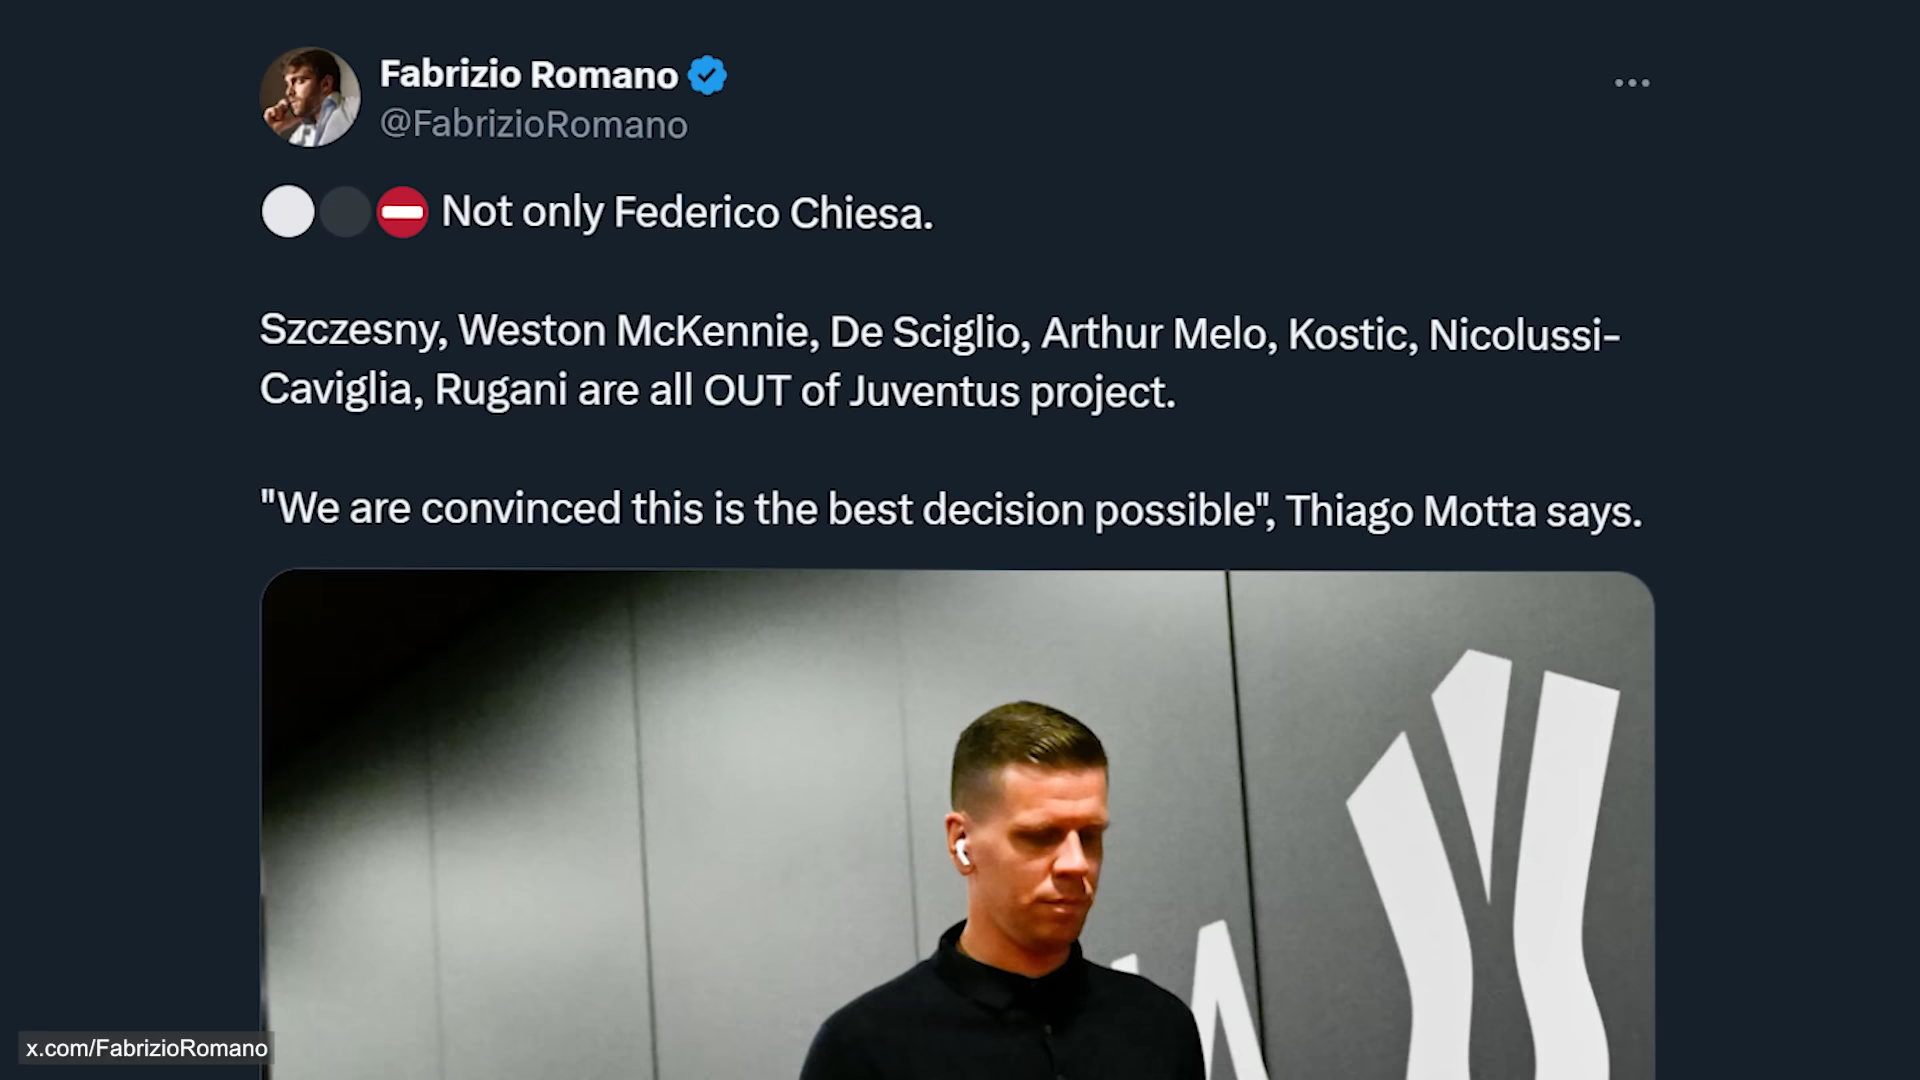 Fabrizio Romano
@FabrizioRomano
Not only Federico Chiesa.
Szczesny, Weston McKennie, De Sciglio, Arthur Melo, Kostic, Nicolussi-
Caviglia, Rugani are all OUT of Juventus project.
"We are convinced this is the best decision possible", Thiago Motta says.
x.com/FabrizioRomano